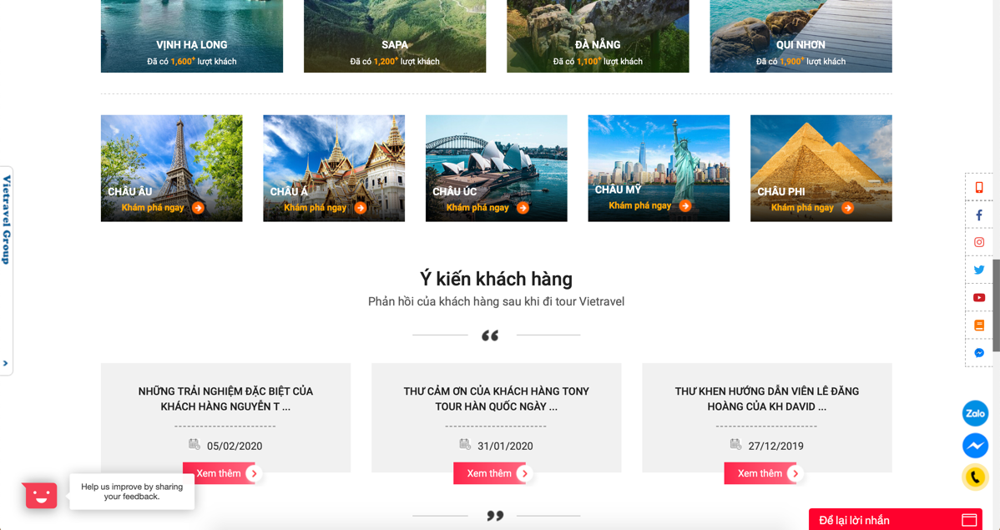 VỊNH HẠ LONG
Đã có 1,600+ lượt khách
SAPA
Đã có 1,200+ lượt khách
ĐÀ NẴNG
Đã có 1,100+ lượt khách
QUI NHƠN
Đã có 1,900+ lượt khách
CHÂU ÂU
Khám phá ngay
CHÂU Á
Khám phá ngay
CHÂU ÚC
Khám phá ngay
CHÂU MỸ
Khám phá ngay
CHÂU PHI
Khám phá ngay
Vietravel Group
Ý kiến khách hàng
Phản hồi của khách hàng sau khi đi tour Vietravel
NHỮNG TRẢI NGHIỆM ĐẶC BIỆT CỦA
KHÁCH HÀNG NGUYỄN T ...
05/02/2020
Xem thêm
THƯ CẢM ƠN CỦA KHÁCH HÀNG TONY
TOUR HÀN QUỐC NGÀY ...
31/01/2020
Xem thêm
THƯ KHEN HƯỚNG DẪN VIÊN LÊ ĐĂNG
HOÀNG CỦA KH DAVID ...
27/12/2019
Xem thêm
Zalo
Help us improve by sharing
your feedback.
Để lại lời nhắn